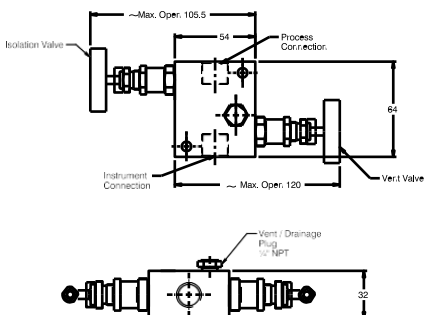 ~Max. Oper. 105.5
54
Process
Connection
Isolation Valve
64
Instrument
Connection
~ Max. Oper. 120
Vent Valve
Vent / Drainage
Plug
¼" NPT
32